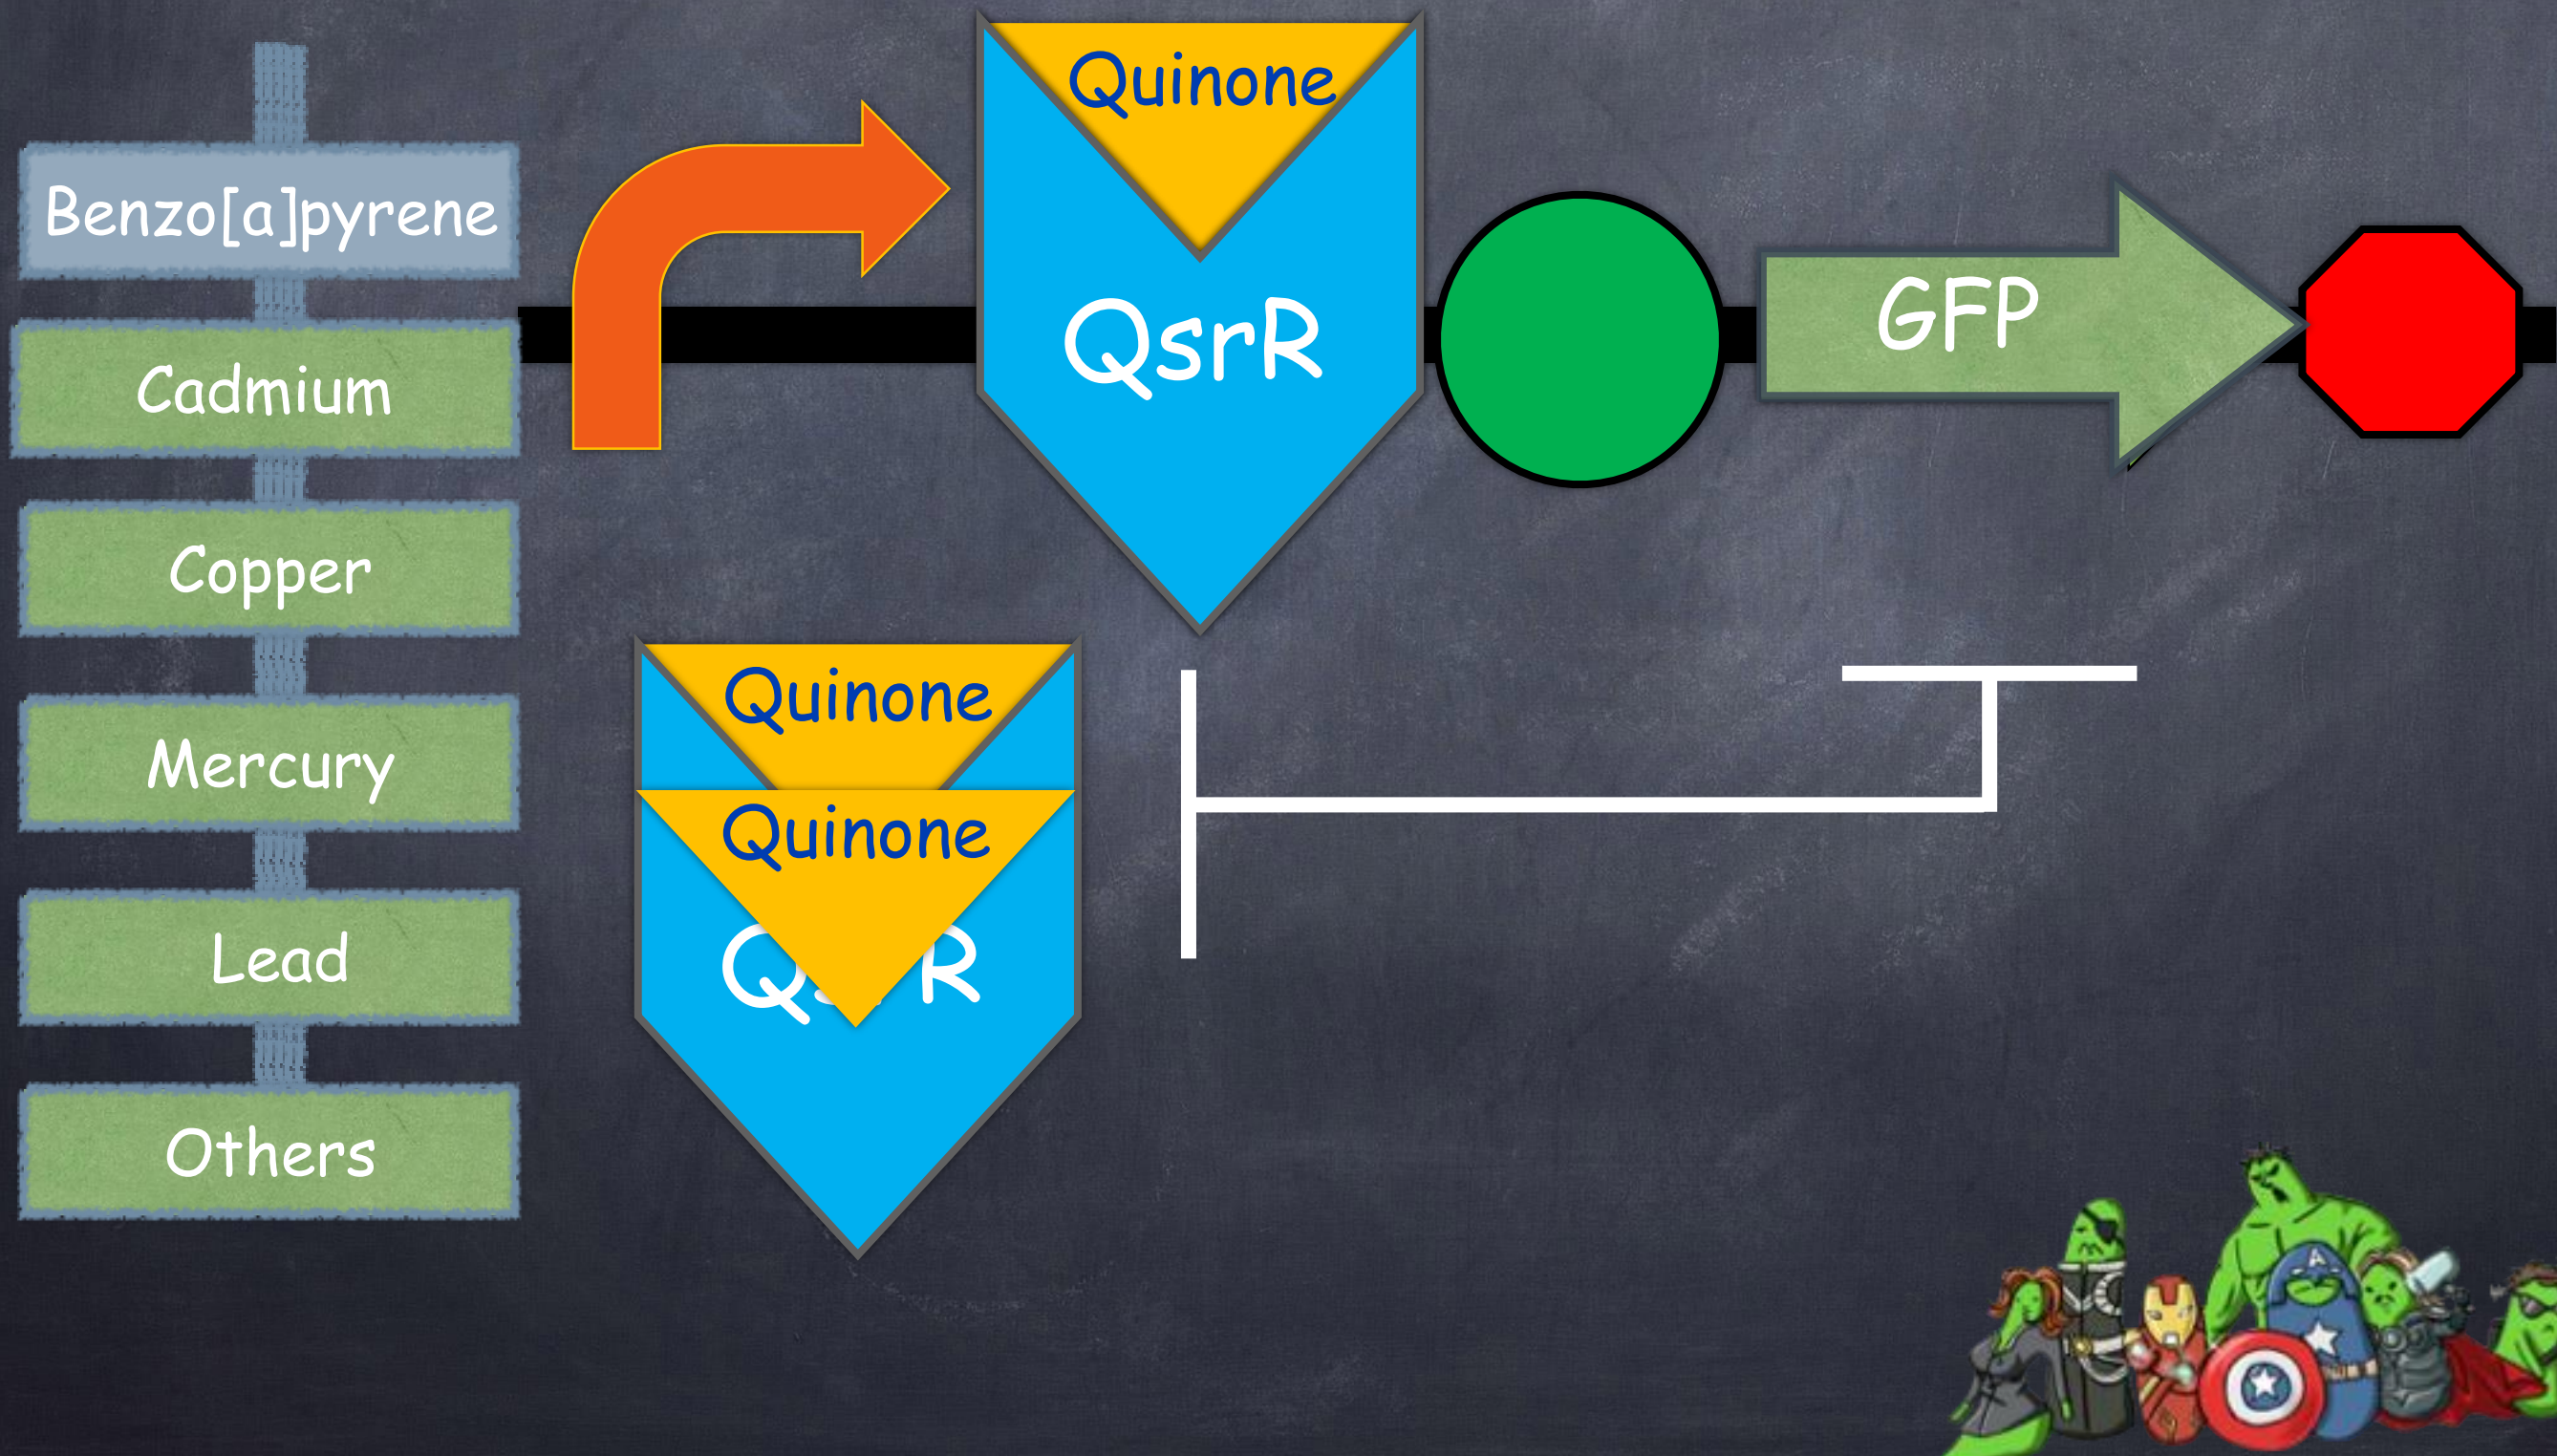 Benzo[a]pyrene
Cadmium
Copper
Mercury
Lead
Others
Quinone
QsrR
GFP
Quinone
Quinone